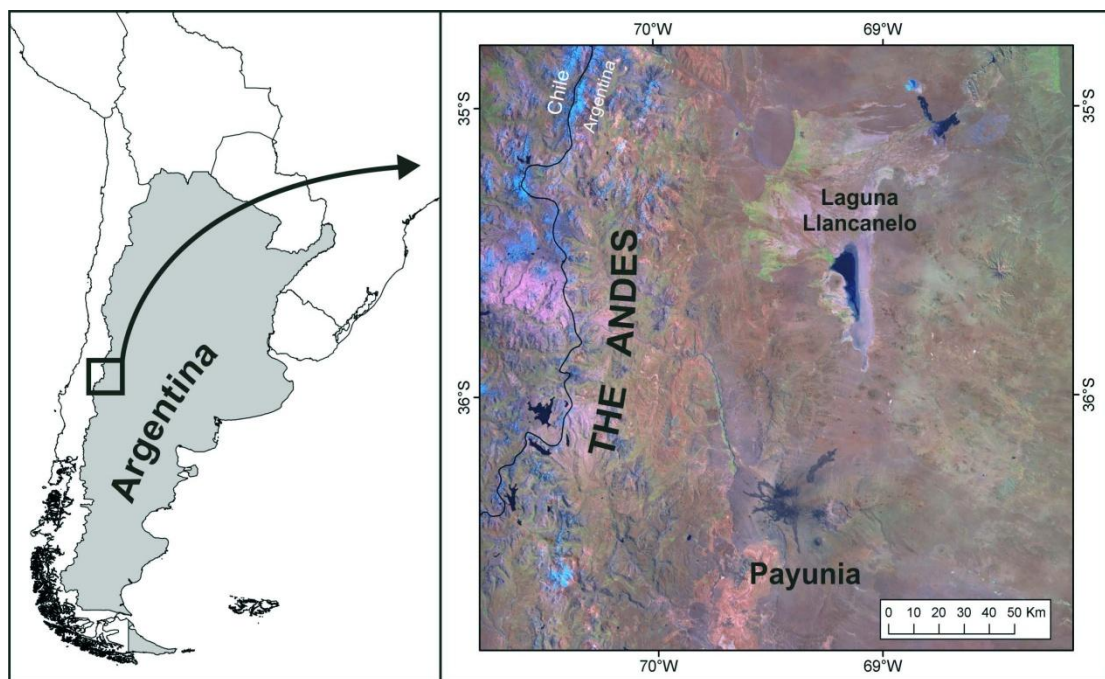 Argentina
70°W
69°W
35°S
35°S
Chile
Argentina
Laguna
Llancanelo
THE ANDES
36°S
36°S
Payunia
0 10 20 30 40 50 Km
70°W
69°W